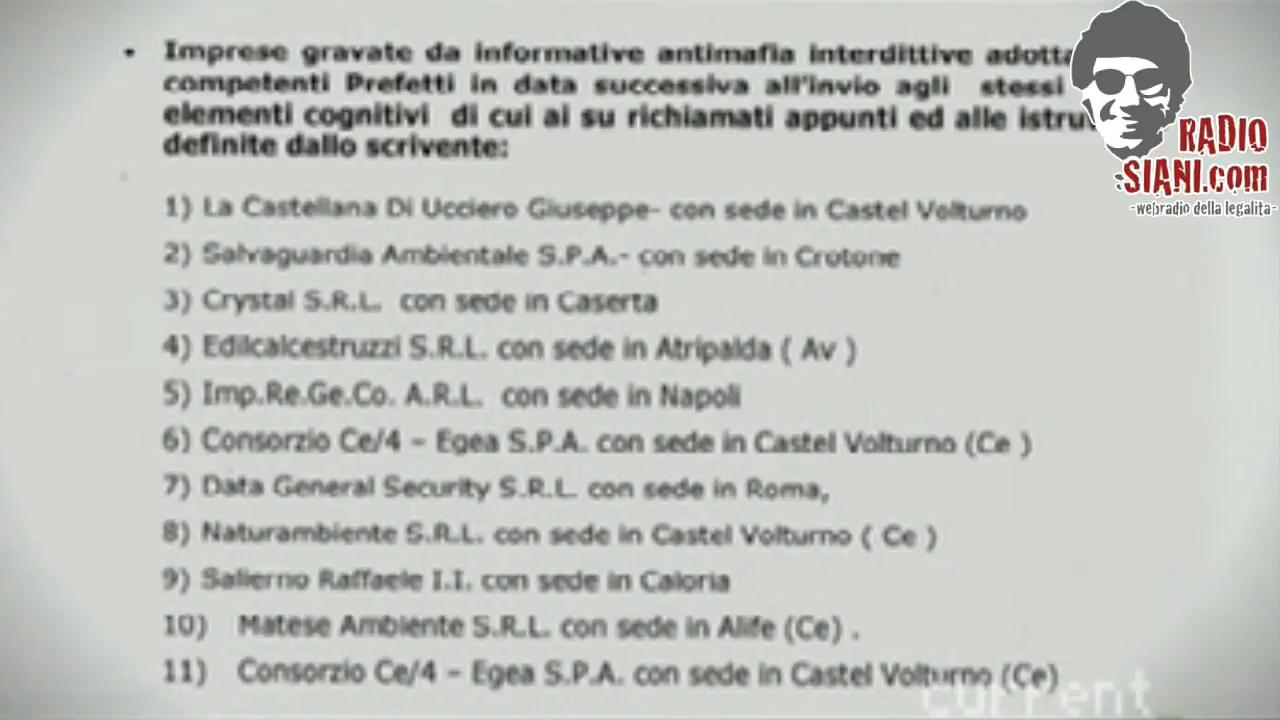 • Imprese gravate da informative antimafia interdittive adotta
competenti Prefetti in data successiva all'invio agli stessi
elementi cognitivi di cui ai su richiamati appunti ed alle istru
definite dallo scrivente:
1) La Castellana Di Ucciero Giuseppe- con sede in Castel Volturno
2) Salvaguardia Ambientale S.P.A.- con sede in Crotone
3) Crystal S.R.L. con sede in Caserta
4) Edilcalcestruzzi S.R.L. con sede in Atripalda ( Av )
5) Imp.Re.Ge.Co. A.R.L. con sede in Napoli
6) Consorzio Ce/4 – Egea S.P.A. con sede in Castel Volturno (Ce )
7) Data General Security S.R.L. con sede in Roma,
8) Naturambiente S.R.L. con sede in Castel Volturno ( Ce )
9) Salierno Raffaele I.I. con sede in Caloria
10) Matese Ambiente S.R.L. con sede in Alife (Ce) .
11) Consorzio Ce/4 – Egea S.P.A. con sede in Castel Volturno (Ce)
RADIO
SIANI.com
-webradio della legalita-
current